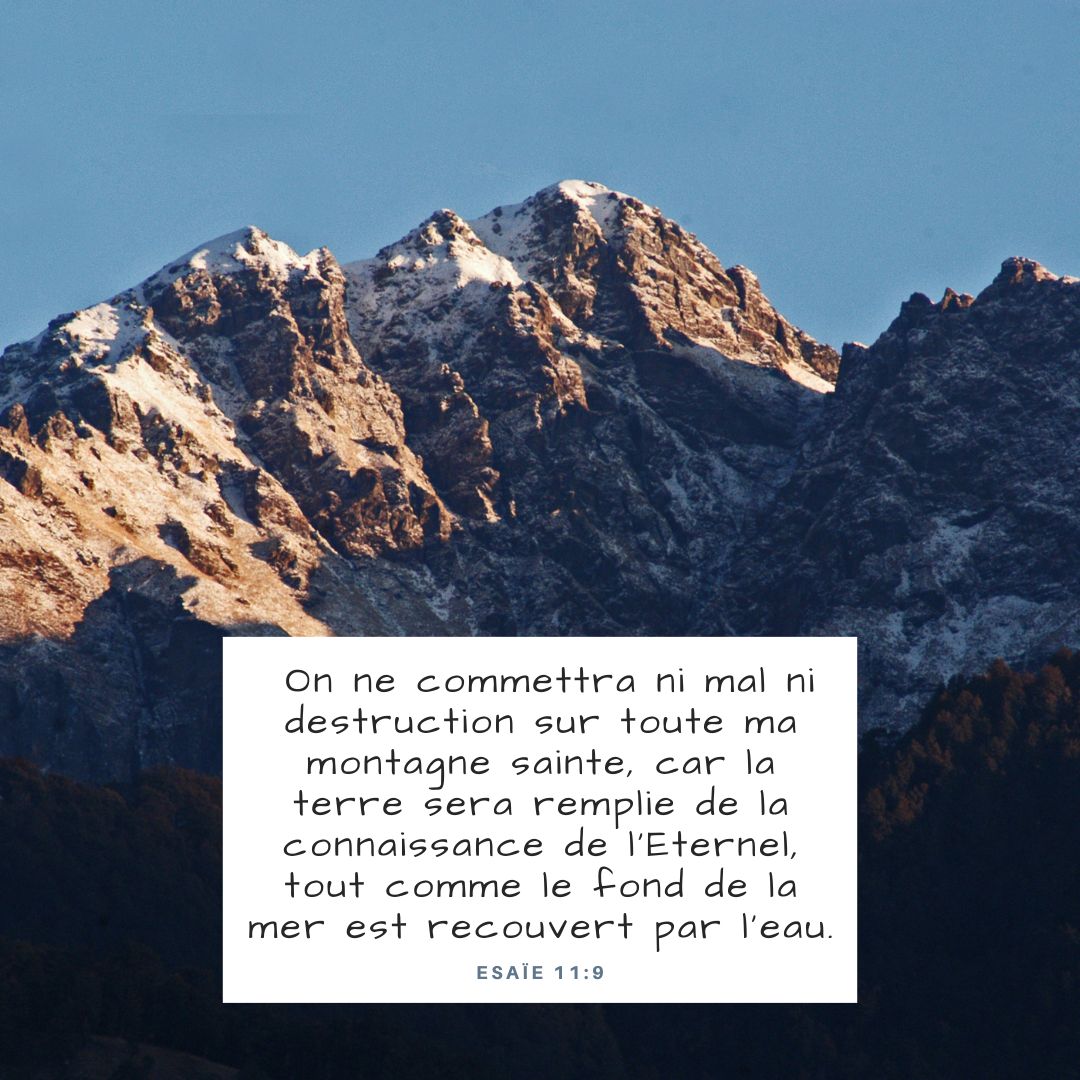 On ne commettra ni mal ni
destruction sur toute ma
montagne sainte, car la
terre sera remplie de la
connaissance de l'Eternel,
tout comme le fond de la
mer est recouvert par l'eau.
ESAÏE 11:9